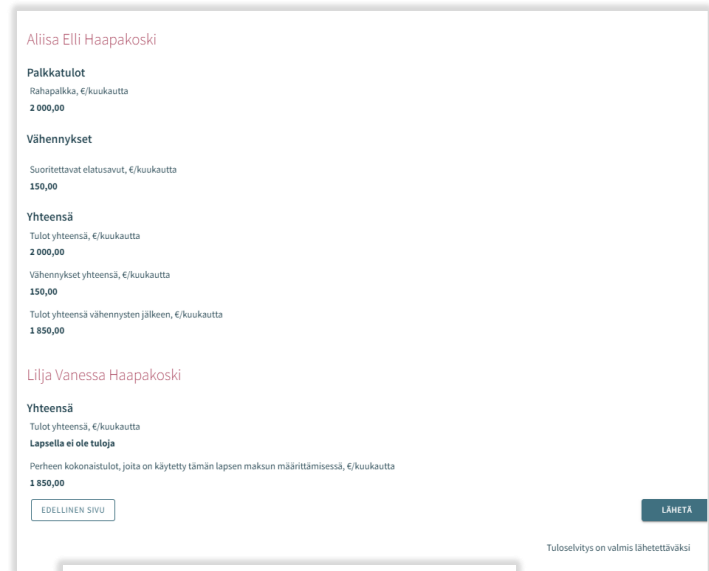 Aliisa Elli Haapakoski
Palkkatulot
Rahapalkka, €/kuukautta
2 000,00
Vähennykset
Suoritettavat elatusavut, €/kuukautta
150,00
Yhteensä
Tulot yhteensä, €/kuukautta
2 000,00
Vähennykset yhteensä, €/kuukautta
150,00
Tulot yhteensä vähennysten jälkeen, €/kuukautta
1 850,00
Lilja Vanessa Haapakoski
Yhteensä
Tulot yhteensä, €/kuukautta
Lapsella ei ole tuloja
Perheen kokonaistulot, joita on käytetty tämän lapsen maksun määrittämisessä, €/kuukautta
1 850,00
EDELLINEN SIVU
LÄHETÄ
Tuloselvitys on valmis lähetettäväksi